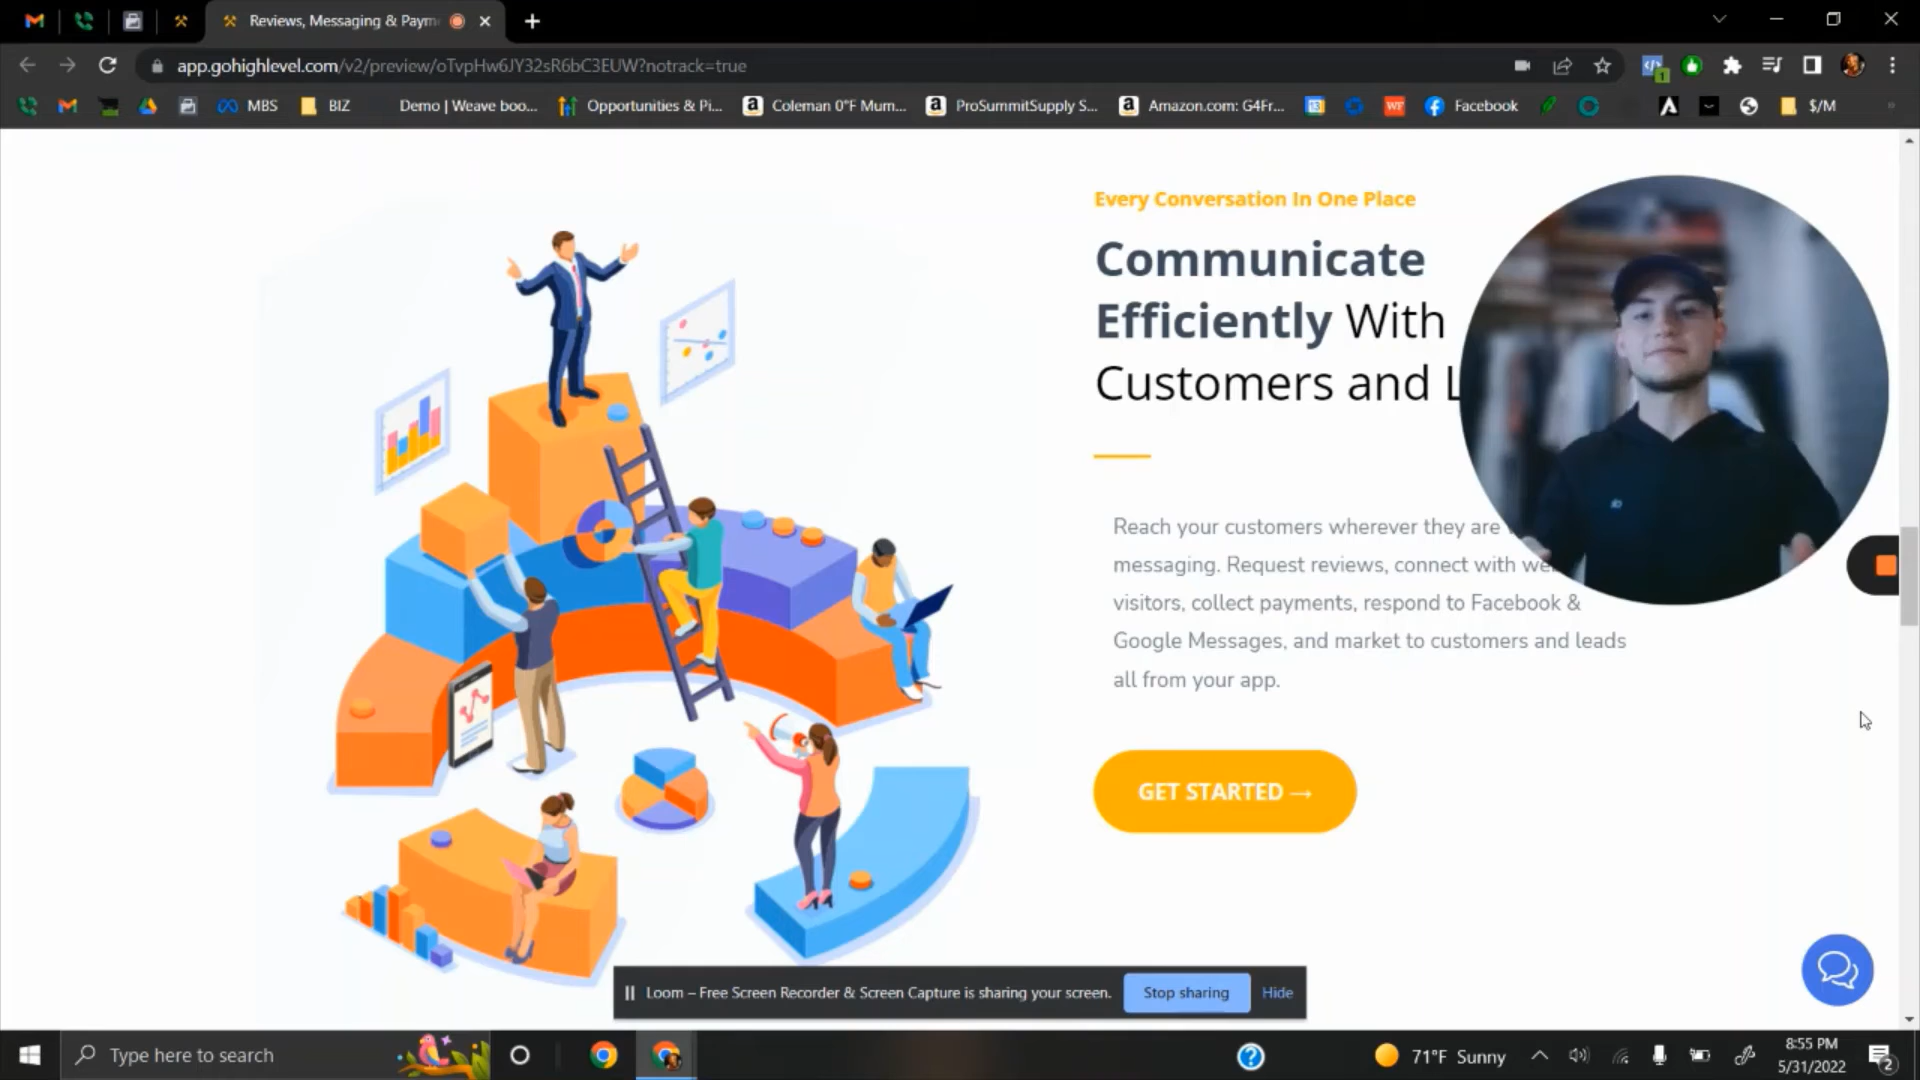 Reviews, Messaging & Paym
app.gohighlevel.com/v2/preview/oTvpHw6JY32sR6bC3EUW?notrack=true
MBS
BIZ
Demo | Weave boo...
Opportunities & Pi...
Coleman 0°F Mum...
ProSummitSupply S...
Amazon.com: G4Fr...
Facebook
$/M
Every Conversation In One Place
Communicate
Efficiently With
Customers and L
Reach your customers wherever they are
messaging. Request reviews, connect with we
visitors, collect payments, respond to Facebook &
Google Messages, and market to customers and leads
all from your app.
GET STARTED →
Loom – Free Screen Recorder & Screen Capture is sharing your screen.
Stop sharing
Hide
Type here to search
71°F Sunny
8:55 PM
5/31/2022
2